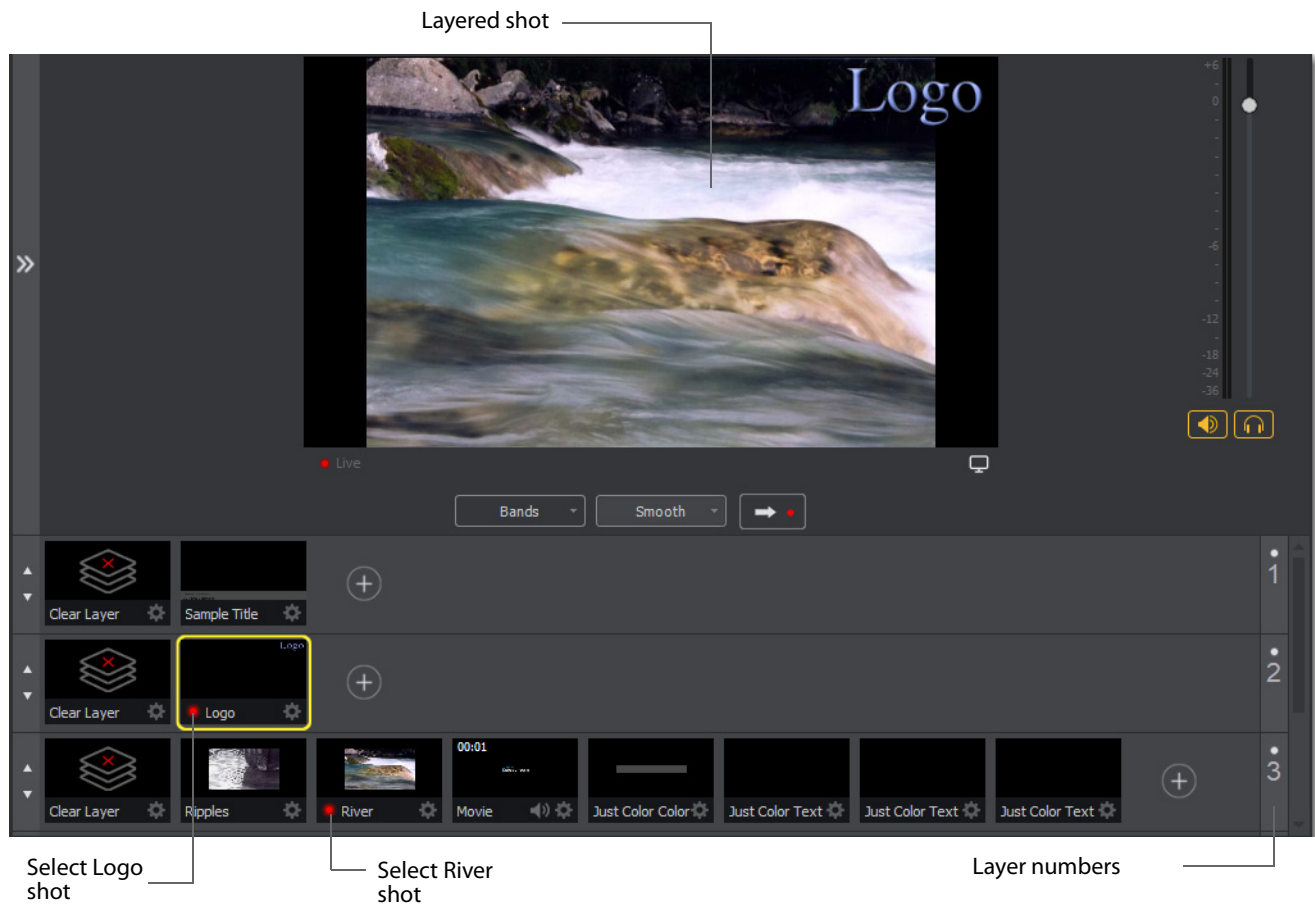 Layered shot
Logo
+6
0
-6
-12
-18
-24
-36
Live
Bands
Smooth
Clear Layer
Sample Title
1
Logo
Clear Layer
Logo
2
00:01
Clear Layer
Ripples
River
Movie
Just Color Color
Just Color Text
Just Color Text
Just Color Text
3
Select Logo
shot
Select River
shot
Layer numbers